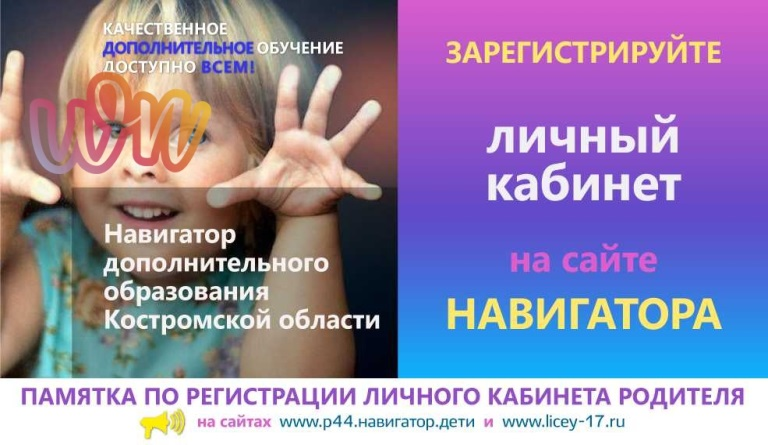 КАЧЕСТВЕННОЕ
ДОПОЛНИТЕЛЬНОЕ ОБУЧЕНИЕ
ДОСТУПНО ВСЕМ!
Навигатор
дополнительного
образования
Костромской области
ЗАРЕГИСТРИРУЙТЕ
личный
кабинет
на сайте
НАВИГАТОРА
ПАМЯТКА ПО РЕГИСТРАЦИИ ЛИЧНОГО КАБИНЕТА РОДИТЕЛЯ
на сайтах www.р44.навигатор.дети и www.licey-17.ru